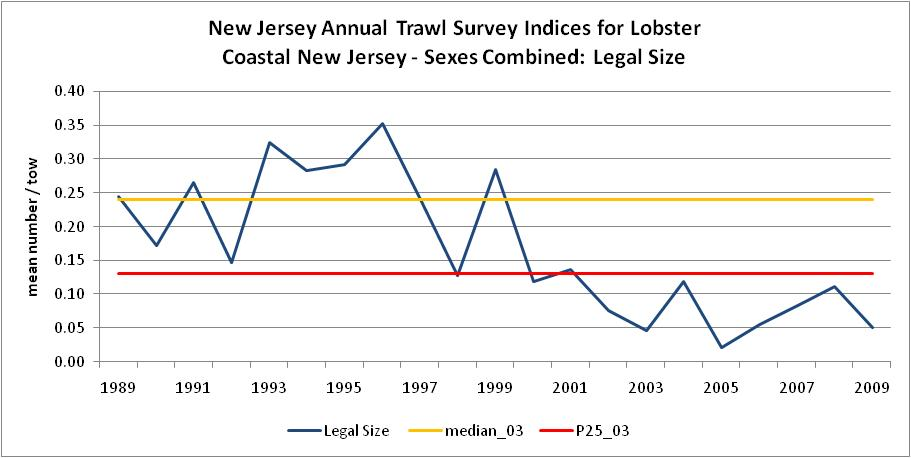 New Jersey Annual Trawl Survey Indices for Lobster
Coastal New Jersey - Sexes Combined: Legal Size
mean number / tow
0.40
0.35
0.30
0.25
0.20
0.15
0.10
0.05
0.00
1989 1991 1993 1995 1997 1999 2001 2003 2005 2007 2009
Legal Size median_03 P25_03